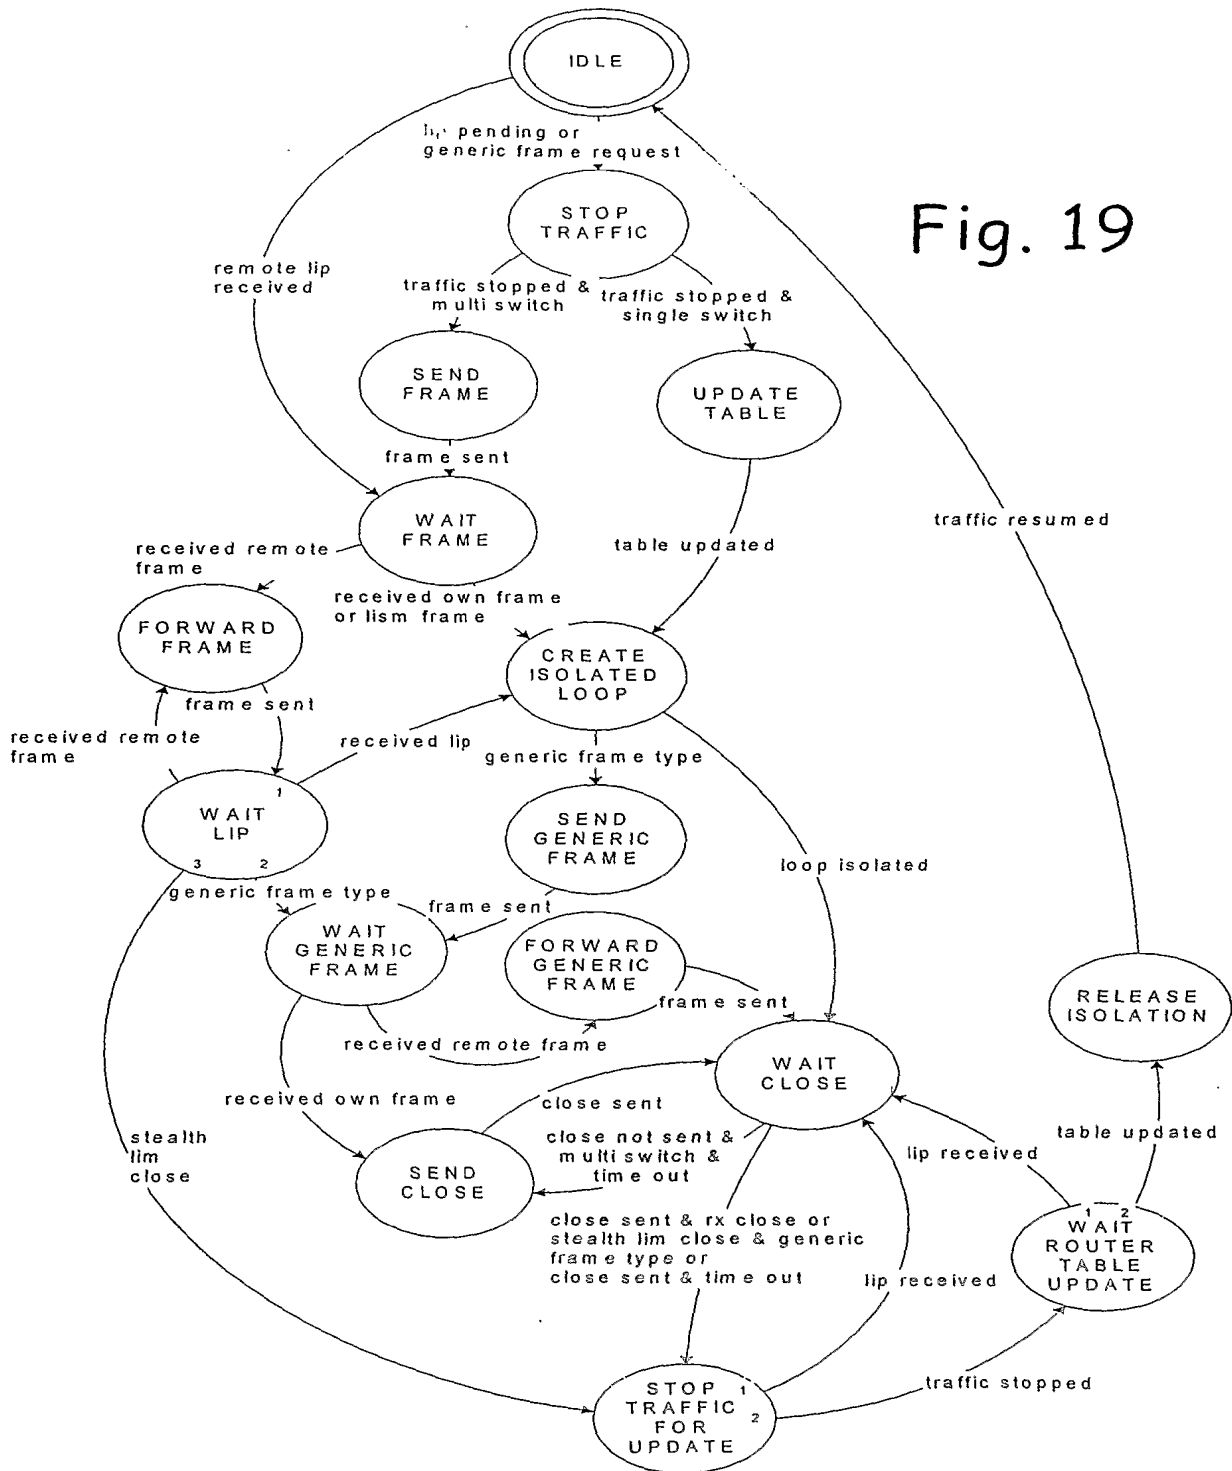 IDLE
pending or
generic frame request
STOP
TRAFFIC
Fig. 19
remote lip
received
traffic stopped &
multi switch
traffic stopped &
single switch
SEND
FRAME
UPDATE
TABLE
frame sent
WAIT
FRAME
traffic resumed
received remote
frame
table updated
received own frame
or lism frame
FORWARD
FRAME
CREATE
ISOLATED
LOOP
frame sent
received remote
frame
received lip
generic frame type
1
WAIT
LIP
3 2
SEND
GENERIC
FRAME
loop isolated
generic frame type
frame sent
WAIT
GENERIC
FRAME
FORWARD
GENERIC
FRAME
frame sent
RELEASE
ISOLATION
received remote frame
WAIT
CLOSE
received own frame
close sent
stealth
lim
close
SEND
CLOSE
close not sent &
multi switch &
time out
lip received
table updated
close sent & rx close or
stealth lim close & generic
frame type or
close sent & time out
1 2
WAIT
ROUTER
TABLE
UPDATE
lip received
traffic stopped
STOP 1
TRAFFIC 2
FOR
UPDATE